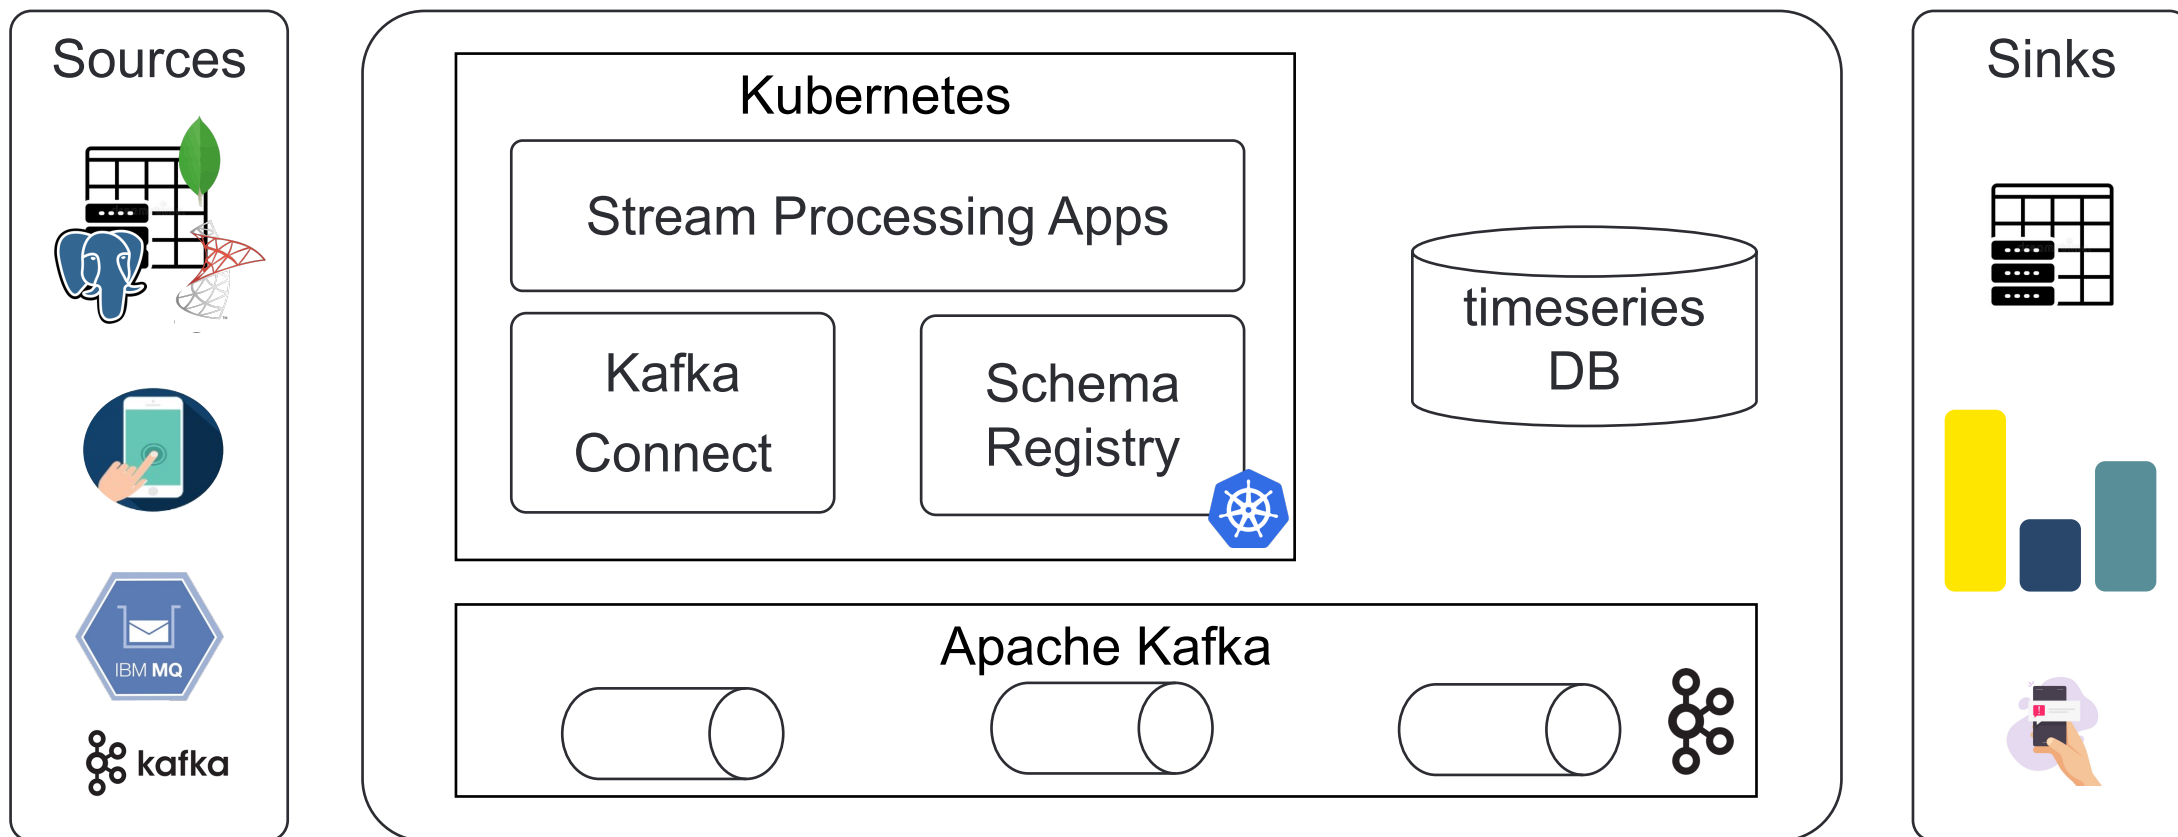 Sources
IBM MQ
kafka
Kubernetes
Stream Processing Apps
Kafka
Connect
Schema
Registry
timeseries
DB
Apache Kafka
Sinks